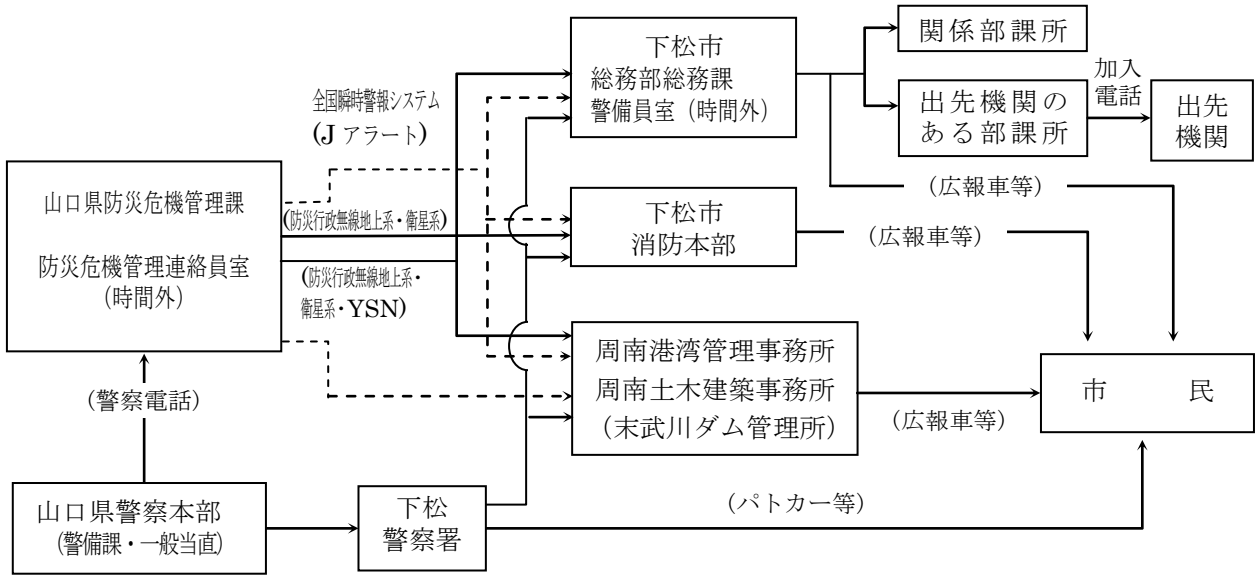 下松市
総務部総務課
警備員室（時間外）
関係部課所
出先機関の
ある部課所
加入
電話
出先
機関
全国瞬時警報システム
(J アラート)
山口県防災危機管理課
防災危機管理連絡員室
（時間外）
(防災行政無線地上系・衛星系)
(防災行政無線地上系・
衛星系・YSN)
下松市
消防本部
（広報車等）
（広報車等）
周南港湾管理事務所
周南土木建築事務所
（末武川ダム管理所）
（広報車等）
市　　民
（警察電話）
山口県警察本部
（警備課・一般当直）
下松
警察署
（パトカー等）